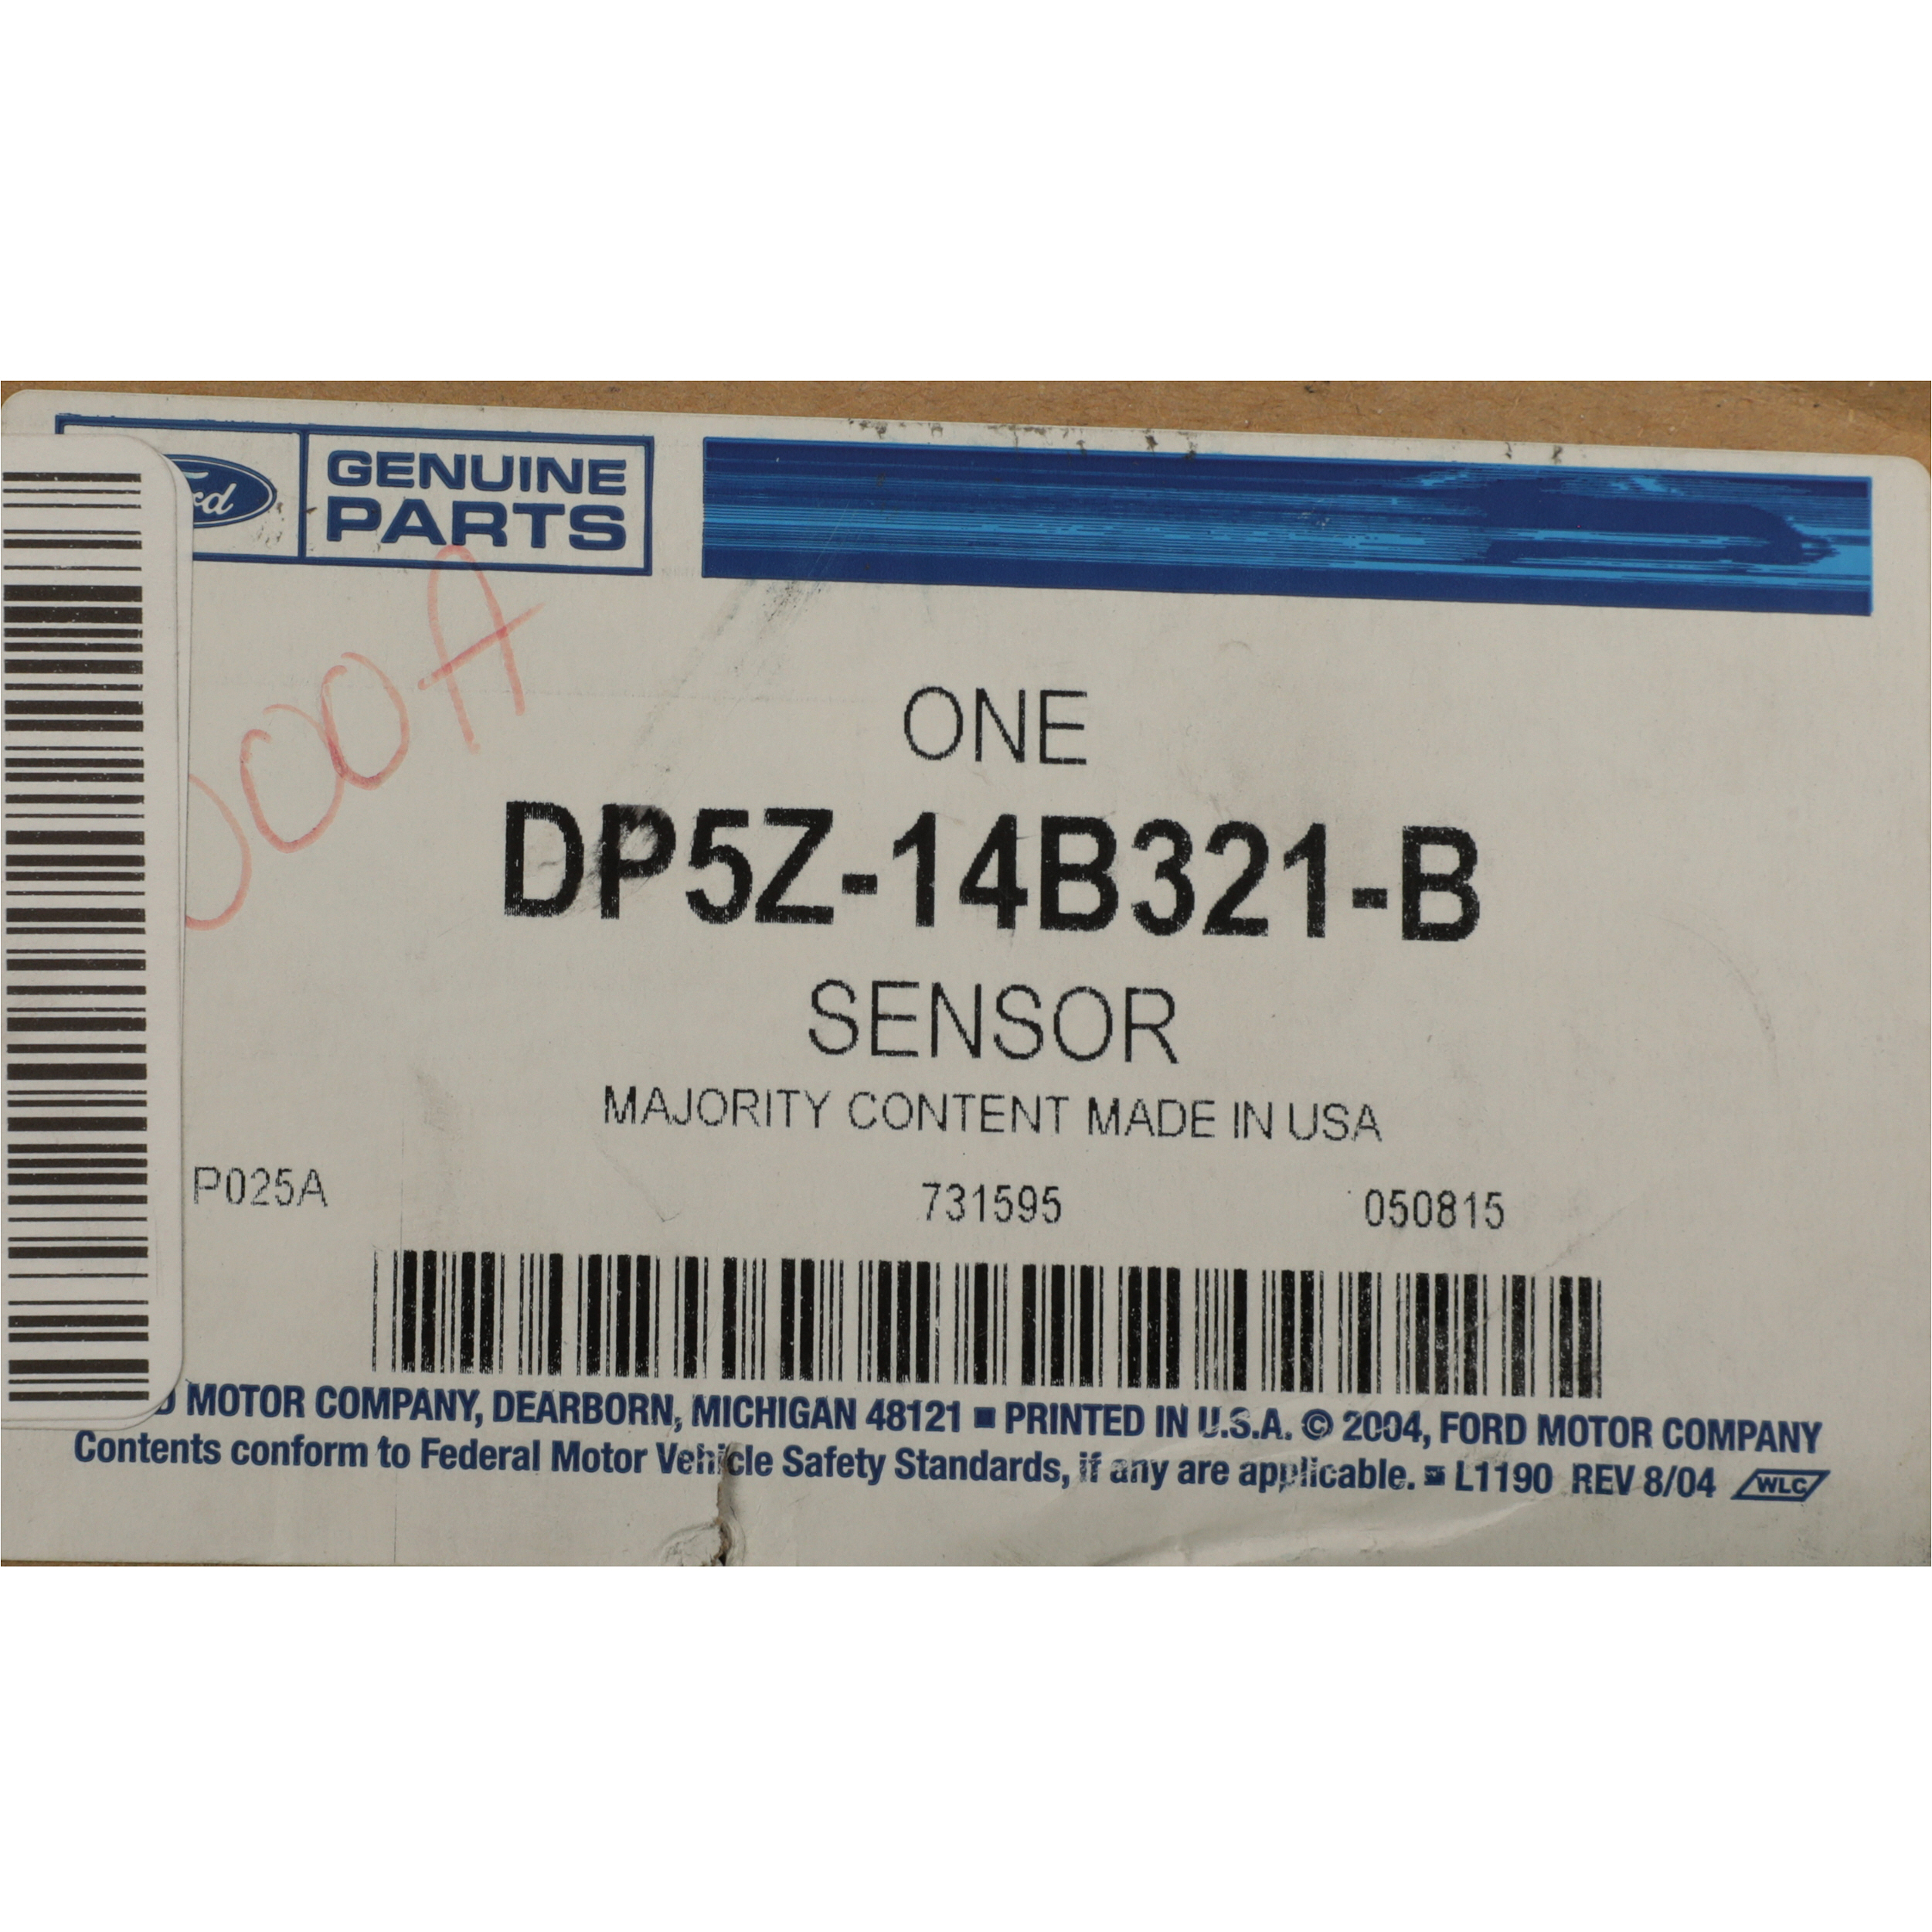 Ford
GENUINE
PARTS
000A
ONE
DP5Z-14B321-B
SENSOR
MAJORITY CONTENT MADE IN USA
P025A 731595 050815
MOTOR COMPANY, DEARBORN, MICHIGAN 48121 ■ PRINTED IN U.S.A. © 2004, FORD MOTOR COMPANY
Contents conform to Federal Motor Vehicle Safety Standards, if any are applicable. ■ L1190 REV 8/04 WLC